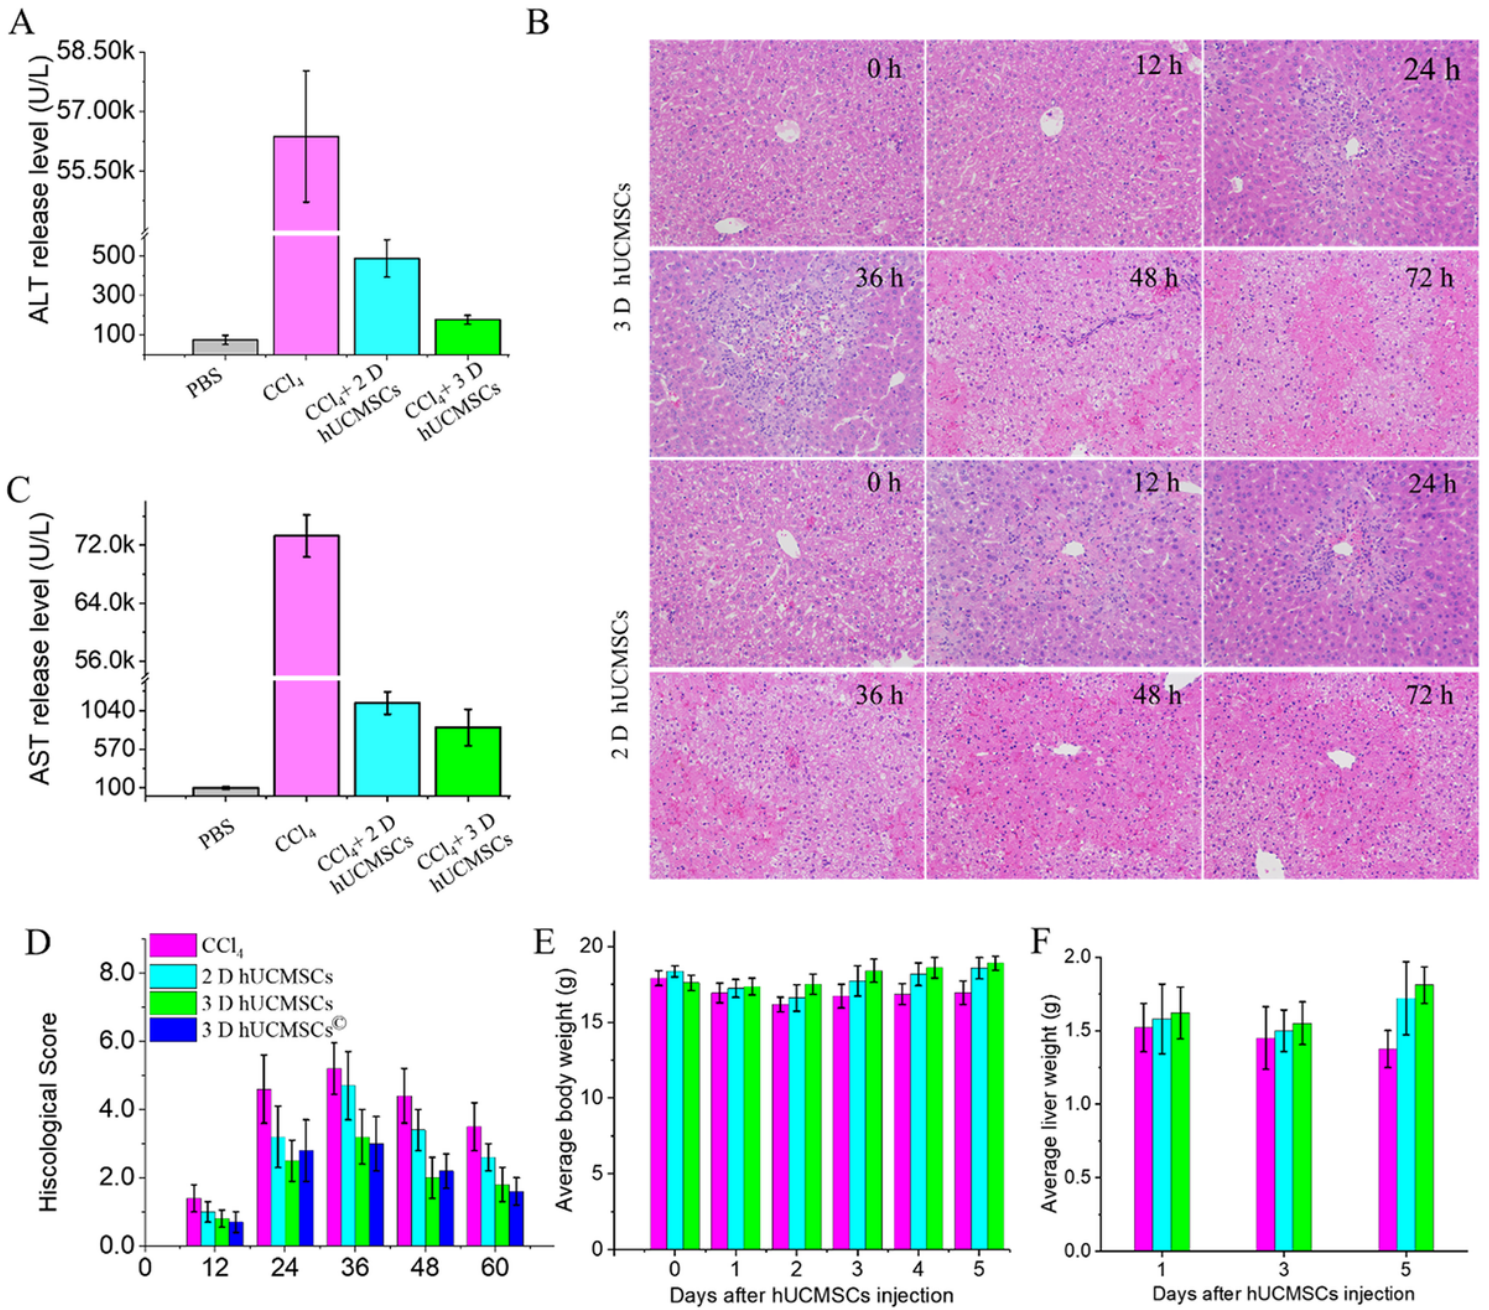 A
ALT release level (U/L)
58.50k
57.00k
55.50k
500
300
100
PBS
CCl₄
CCl₄+ 2 D
hUCMSCs
CCl₄+ 3 D
hUCMSCs
B
3 D hUCMSCs
0 h
12 h
24 h
36 h
48 h
72 h
2 D hUCMSCs
0 h
12 h
24 h
36 h
48 h
72 h
C
AST release level (U/L)
72.0k
64.0k
56.0k
1040
570
100
PBS
CCl₄
CCl₄+ 2 D
hUCMSCs
CCl₄+ 3 D
hUCMSCs
D
CCl₄
2 D hUCMSCs
3 D hUCMSCs
3 D hUCMSCs©
Hiscological Score
8.0
6.0
4.0
2.0
0.0
0 12 24 36 48 60
E
Average body weight (g)
20
15
10
5
0
0 1 2 3 4 5
Days after hUCMSCs injection
F
Average liver weight (g)
2.0
1.5
1.0
0.5
0.0
1 3 5
Days after hUCMSCs injection